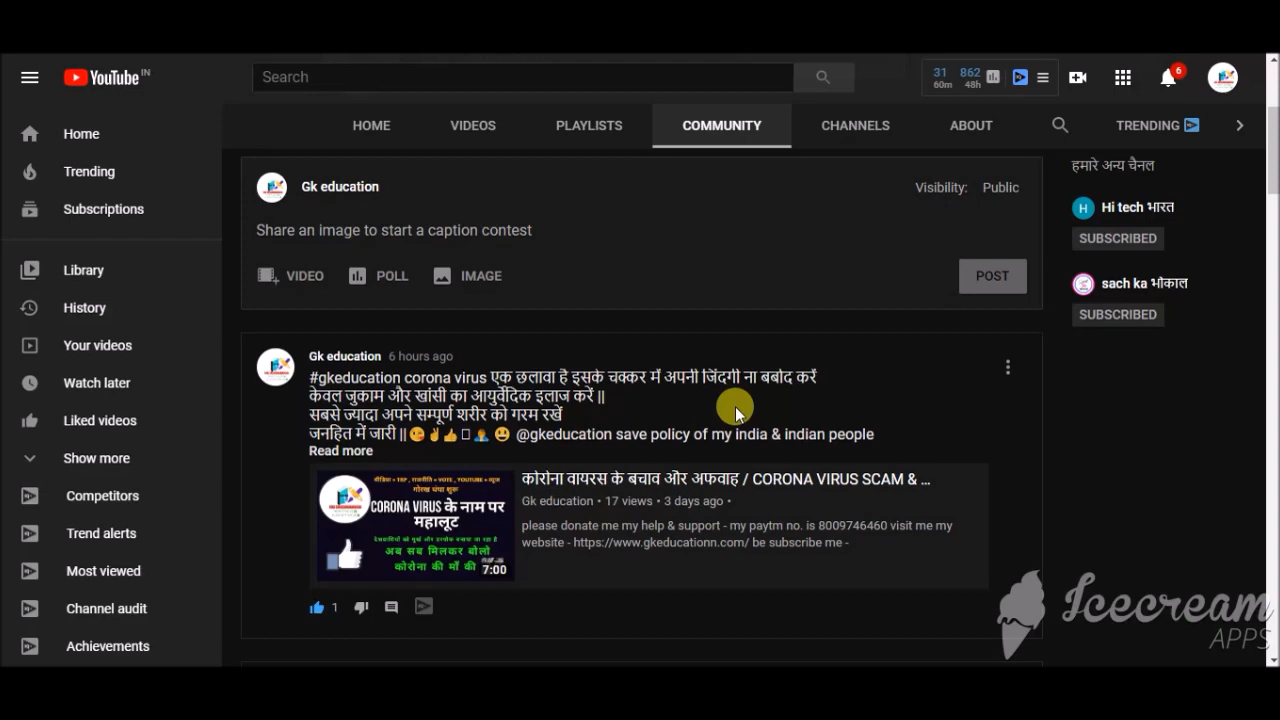 YouTube IN
Search
31 60m 862 48h
6
HOME VIDEOS PLAYLISTS COMMUNITY CHANNELS ABOUT TRENDING
Home
Trending
Subscriptions
Library
History
Your videos
Watch later
Liked videos
Show more
Competitors
Trend alerts
Most viewed
Channel audit
Achievements
Gk education
Visibility: Public
Share an image to start a caption contest
VIDEO POLL IMAGE POST
Gk education 6 hours ago
#gkeducation corona virus एक छलावा है इसके चक्कर में अपनी जिंदगी ना बर्बाद करें
केवल जुकाम और खांसी का आयुर्वेदिक इलाज करें ||
सबसे ज्यादा अपने सम्पूर्ण शरीर को गरम रखें
जनहित में जारी || 😘✌👍🤦‍♂️😃 @gkeducation save policy of my india & indian people
Read more
CORONA VIRUS के नाम पर
महालूट
अब सब मिलकर बोलो
कोरोना की माँ की
7:00
कोरोना वायरस के बचाव और अफवाह / CORONA VIRUS SCAM & ...
Gk education • 17 views • 3 days ago •
please donate me my help & support - my paytm no. is 8009746460 visit me my
website - https://www.gkeducationn.com/ be subscribe me -
1
हमारे अन्य चैनल
H Hi tech भारत
SUBSCRIBED
sach ka भौकाल
SUBSCRIBED
Icecream
APPS